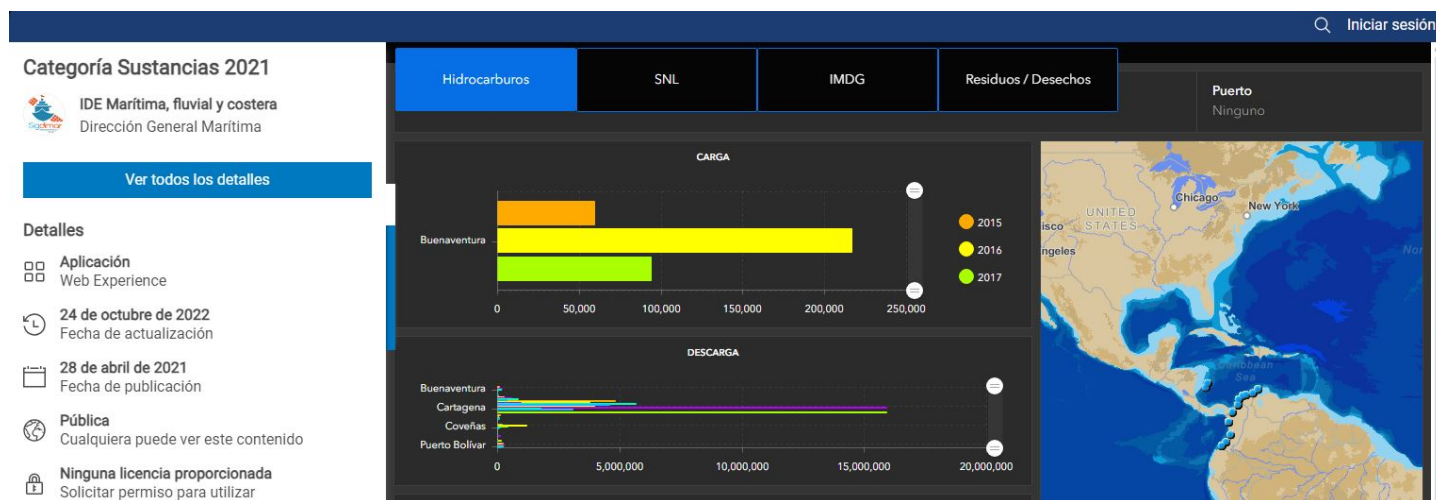 Iniciar sesión
Categoría Sustancias 2021
IDE Marítima, fluvial y costera
Dirección General Marítima
Ver todos los detalles
Detalles
Aplicación
Web Experience
24 de octubre de 2022
Fecha de actualización
28 de abril de 2021
Fecha de publicación
Pública
Cualquiera puede ver este contenido
Ninguna licencia proporcionada
Solicitar permiso para utilizar
Hidrocarburos
SNL
IMDG
Residuos / Desechos
Puerto
Ninguno
CARGA
Buenaventura
2015
2016
2017
0 50,000 100,000 150,000 200,000 250,000
DESCARGA
Buenaventura
Cartagena
Coveñas
Puerto Bolívar
0 5,000,000 10,000,000 15,000,000 20,000,000
Chicago
New York
UNITED
STATES
isco
ngeles
Nor
Caribbean
Sea